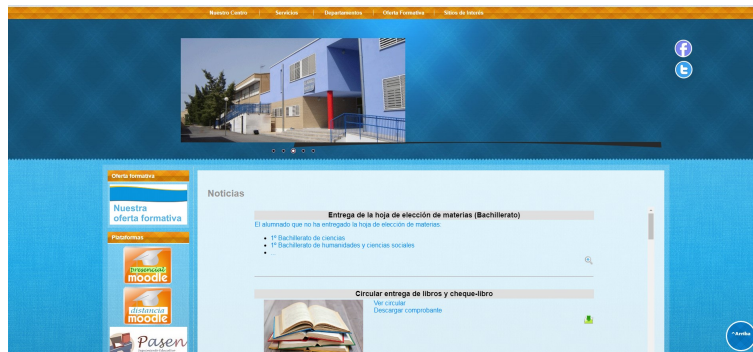 Nuestro Centro
Servicios
Departamentos
Oferta Formativa
Sitios de Interés
Oferta formativa
Nuestra
oferta formativa
Plataformas
Presencial
moodle
distancia
moodle
Pasen
Noticias
Entrega de la hoja de elección de materias (Bachillerato)
El alumnado que no ha entregado la hoja de elección de materias:
1º Bachillerato de ciencias
1º Bachillerato de humanidades y ciencias sociales
...
Circular entrega de libros y cheque-libro
Ver circular
Descargar comprobante
^Arriba